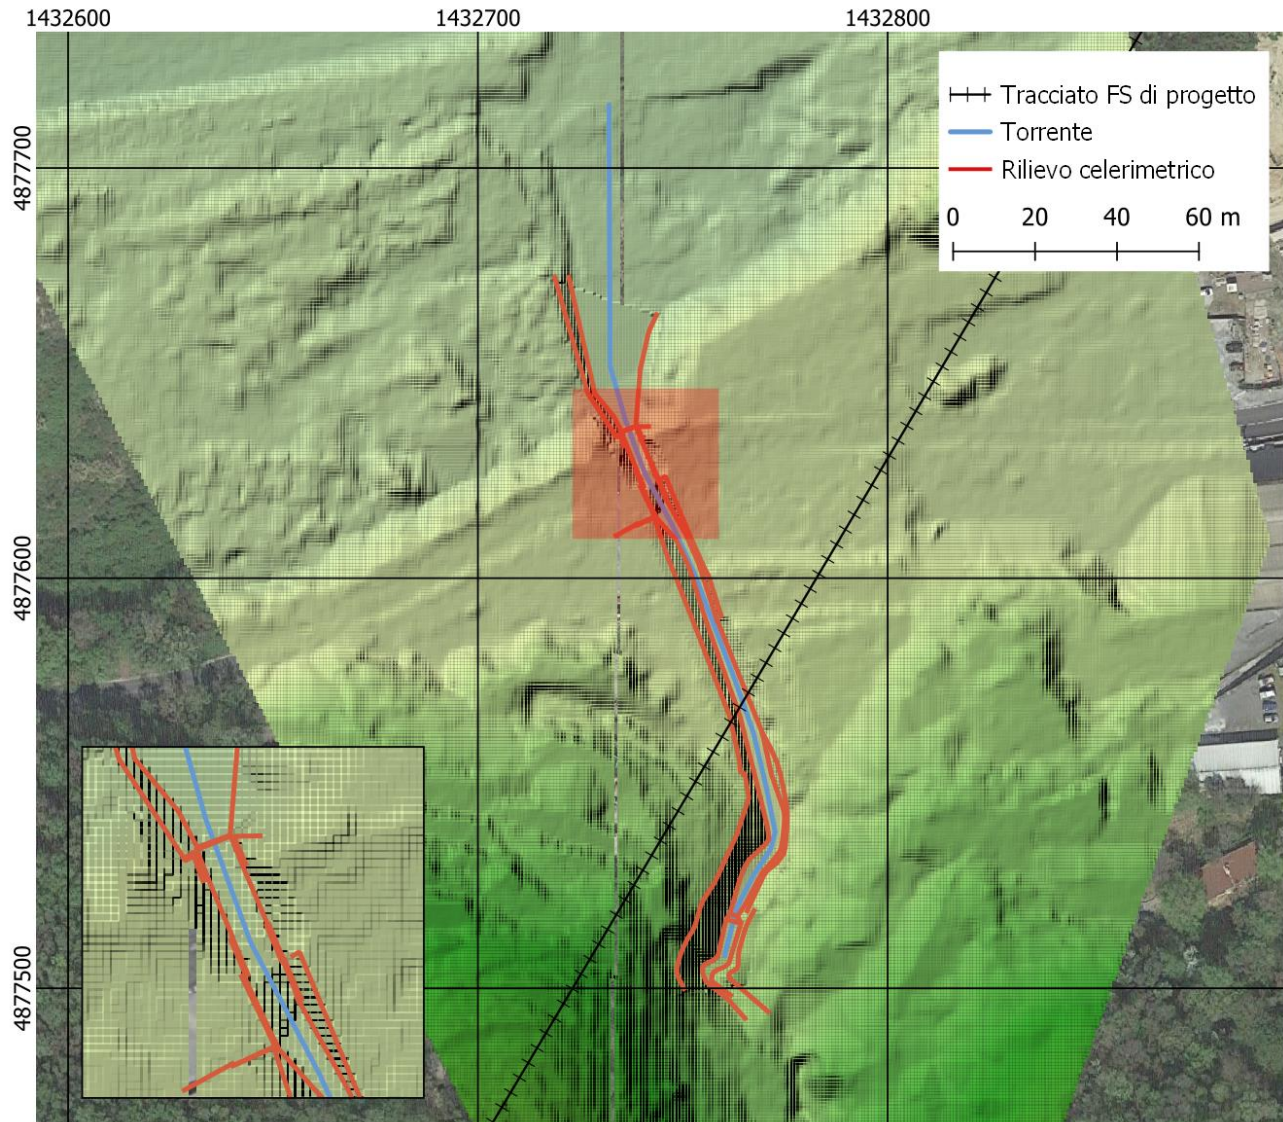 1432600
1432700
1432800
4877700
4877600
4877500
Tracciato FS di progetto
Torrente
Rilievo celerimetrico
0 20 40 60 m